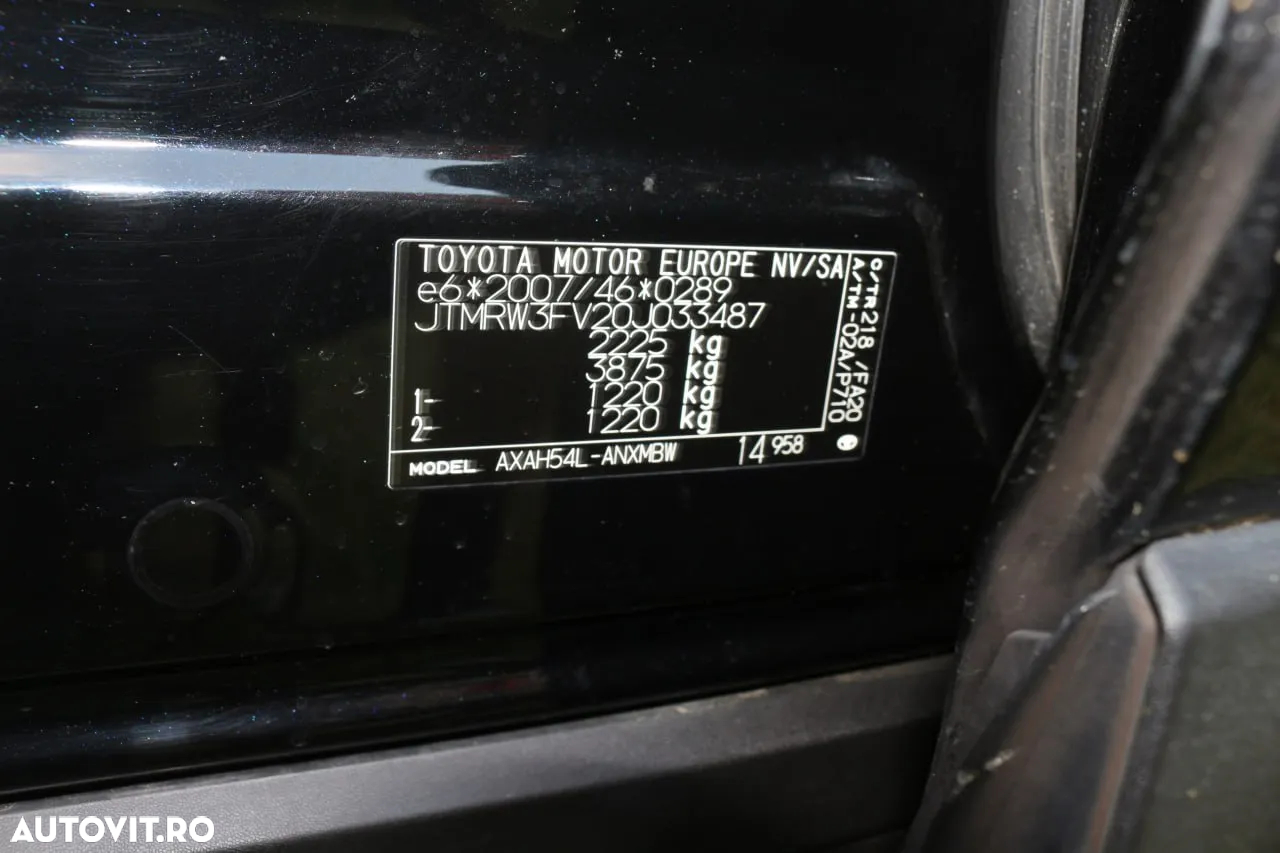 TOYOTA MOTOR EUROPE NV/SA
e6*2007/46*0289
JTMRW3FV20J033487
2225 kg
3875 kg
1- 1220 kg
2- 1220 kg
MODEL AXAH54L-ANXMBW 14 958
C/TR218 /FA20
A/TM-02A/P710
AUTOVIT.RO